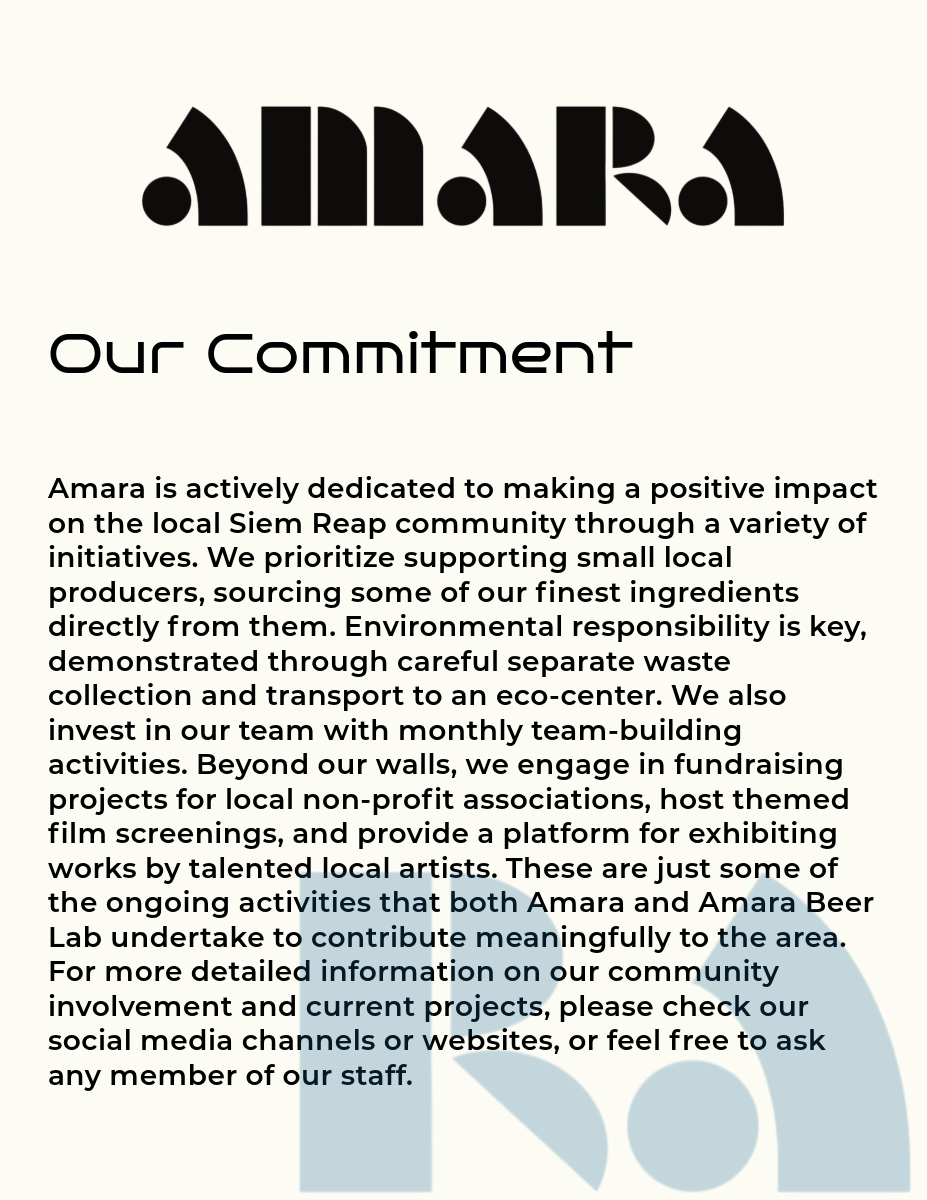 AMARA
Our Commitment
Amara is actively dedicated to making a positive impact
on the local Siem Reap community through a variety of
initiatives. We prioritize supporting small local
producers, sourcing some of our finest ingredients
directly from them. Environmental responsibility is key,
demonstrated through careful separate waste
collection and transport to an eco-center. We also
invest in our team with monthly team-building
activities. Beyond our walls, we engage in fundraising
projects for local non-profit associations, host themed
film screenings, and provide a platform for exhibiting
works by talented local artists. These are just some of
the ongoing activities that both Amara and Amara Beer
Lab undertake to contribute meaningfully to the area.
For more detailed information on our community
involvement and current projects, please check our
social media channels or websites, or feel free to ask
any member of our staff.
RA